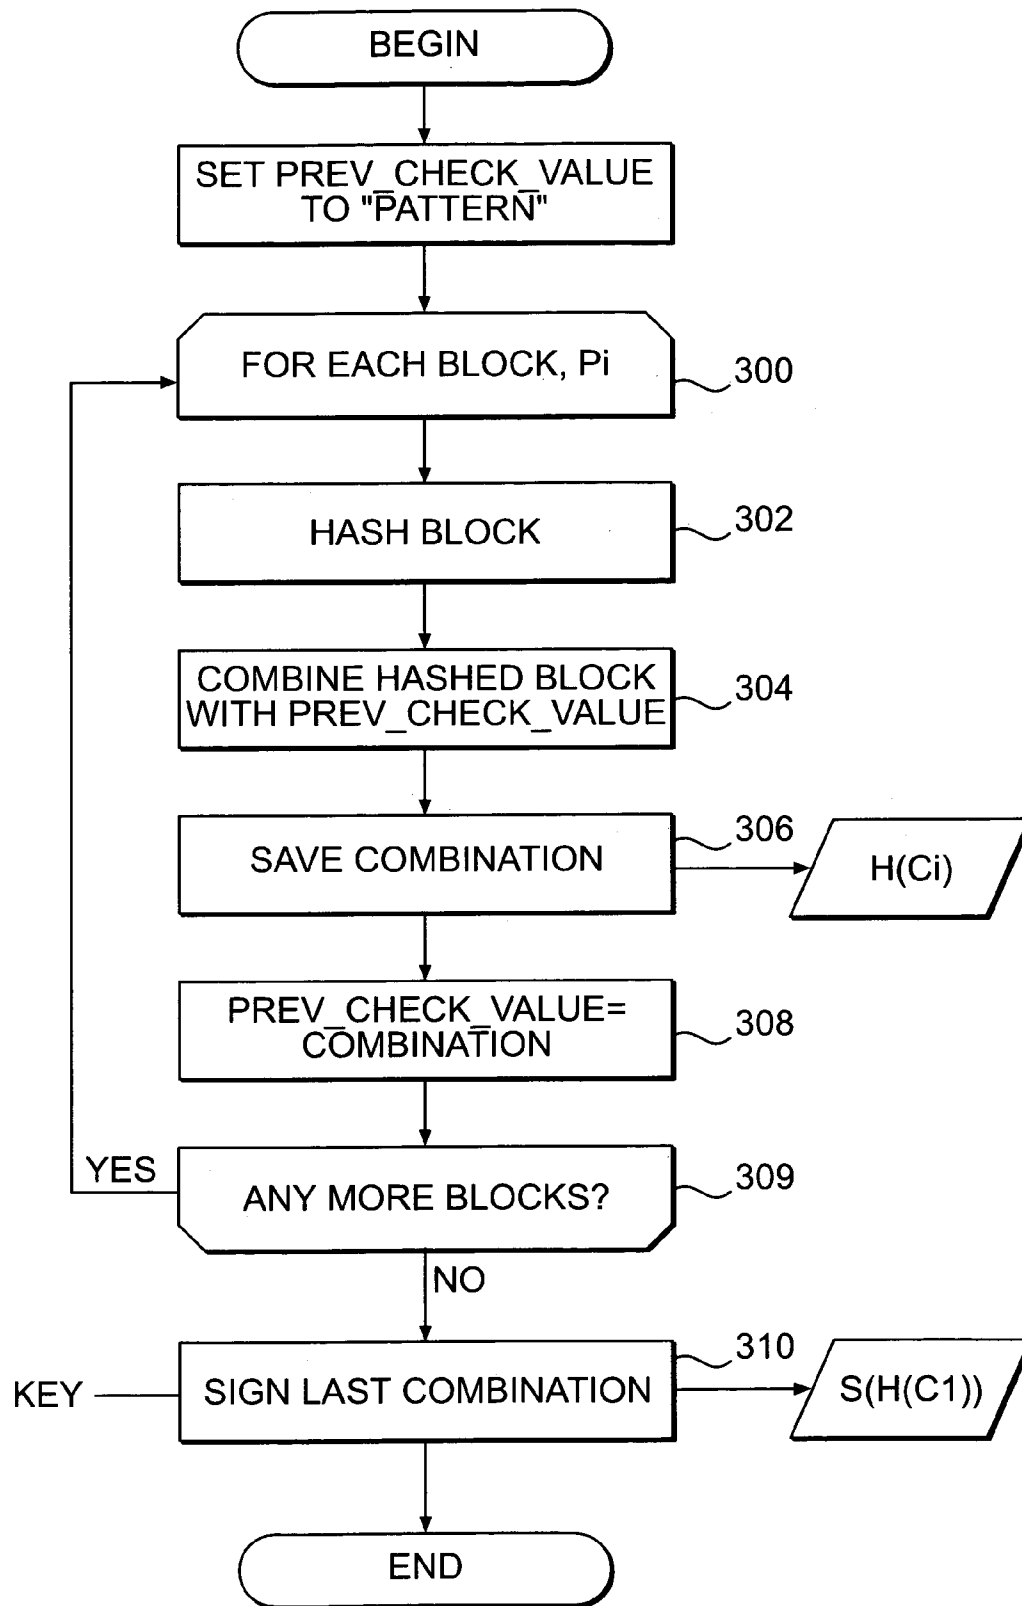 BEGIN
SET PREV_CHECK_VALUE
TO "PATTERN"
FOR EACH BLOCK, Pi
300
HASH BLOCK
302
COMBINE HASHED BLOCK
WITH PREV_CHECK_VALUE
304
SAVE COMBINATION
306
H(Ci)
PREV_CHECK_VALUE=
COMBINATION
308
YES
ANY MORE BLOCKS?
309
NO
KEY
SIGN LAST COMBINATION
310
S(H(C1))
END